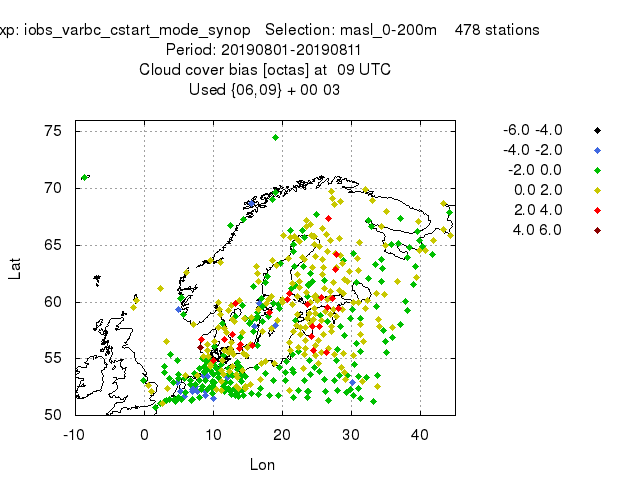 xp: iobs_varbc_cstart_mode_synop Selection: masl_0-200m 478 stations
Period: 20190801-20190811
Cloud cover bias [octas] at 09 UTC
Used {06,09} + 00 03
-6.0 -4.0
-4.0 -2.0
-2.0 0.0
0.0 2.0
2.0 4.0
4.0 6.0
75
70
65
60
55
50
Lat
-10 0 10 20 30 40
Lon